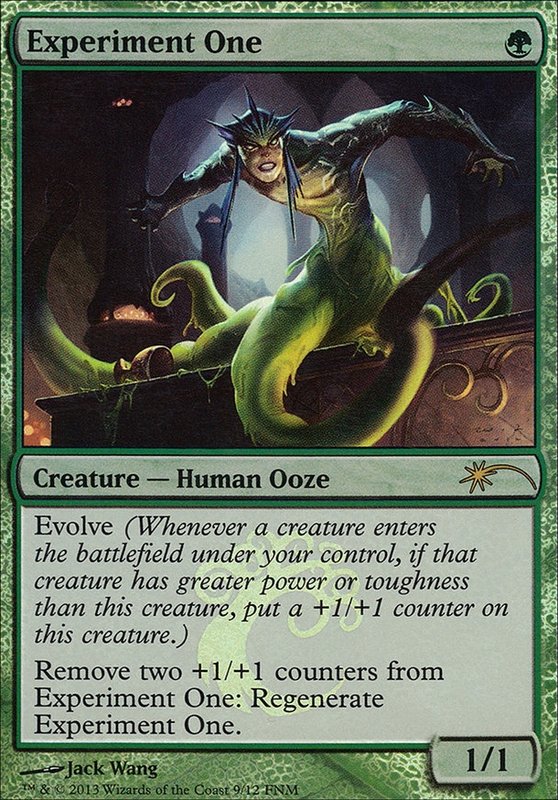 Experiment One
Creature — Human Ooze
Evolve (Whenever a creature enters
the battlefield under your control, if that
creature has greater power or toughness
than this creature, put a +1/+1 counter on
this creature.)
Remove two +1/+1 counters from
Experiment One: Regenerate
Experiment One.
1/1
Jack Wang
™ & © 2013 Wizards of the Coast 9/12 FNM